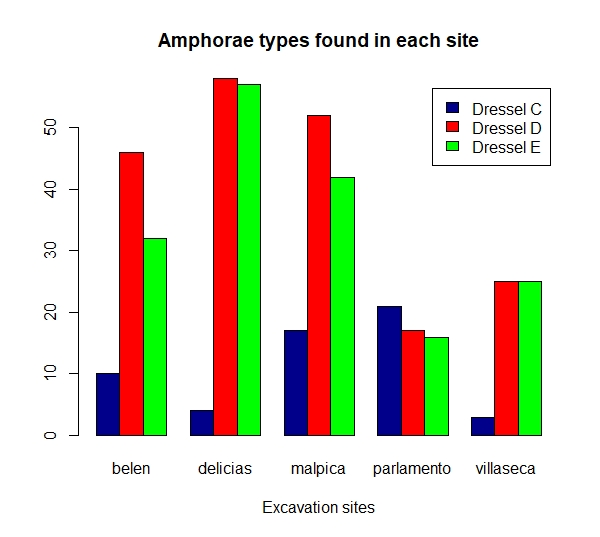 Amphorae types found in each site
Dressel C
Dressel D
Dressel E
50
40
30
20
10
0
belen delicias malpica parlamento villaseca
Excavation sites